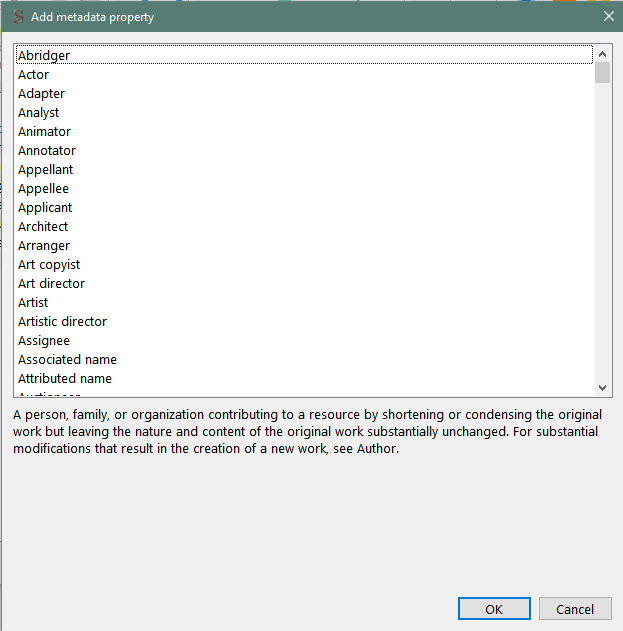 Add metadata property
Abridger
Actor
Adapter
Analyst
Animator
Annotator
Appellant
Appellee
Applicant
Architect
Arranger
Art copyist
Art director
Artist
Artistic director
Assignee
Associated name
Attributed name
Auctioneer
A person, family, or organization contributing to a resource by shortening or condensing the original
work but leaving the nature and content of the original work substantially unchanged. For substantial
modifications that result in the creation of a new work, see Author.
OK
Cancel